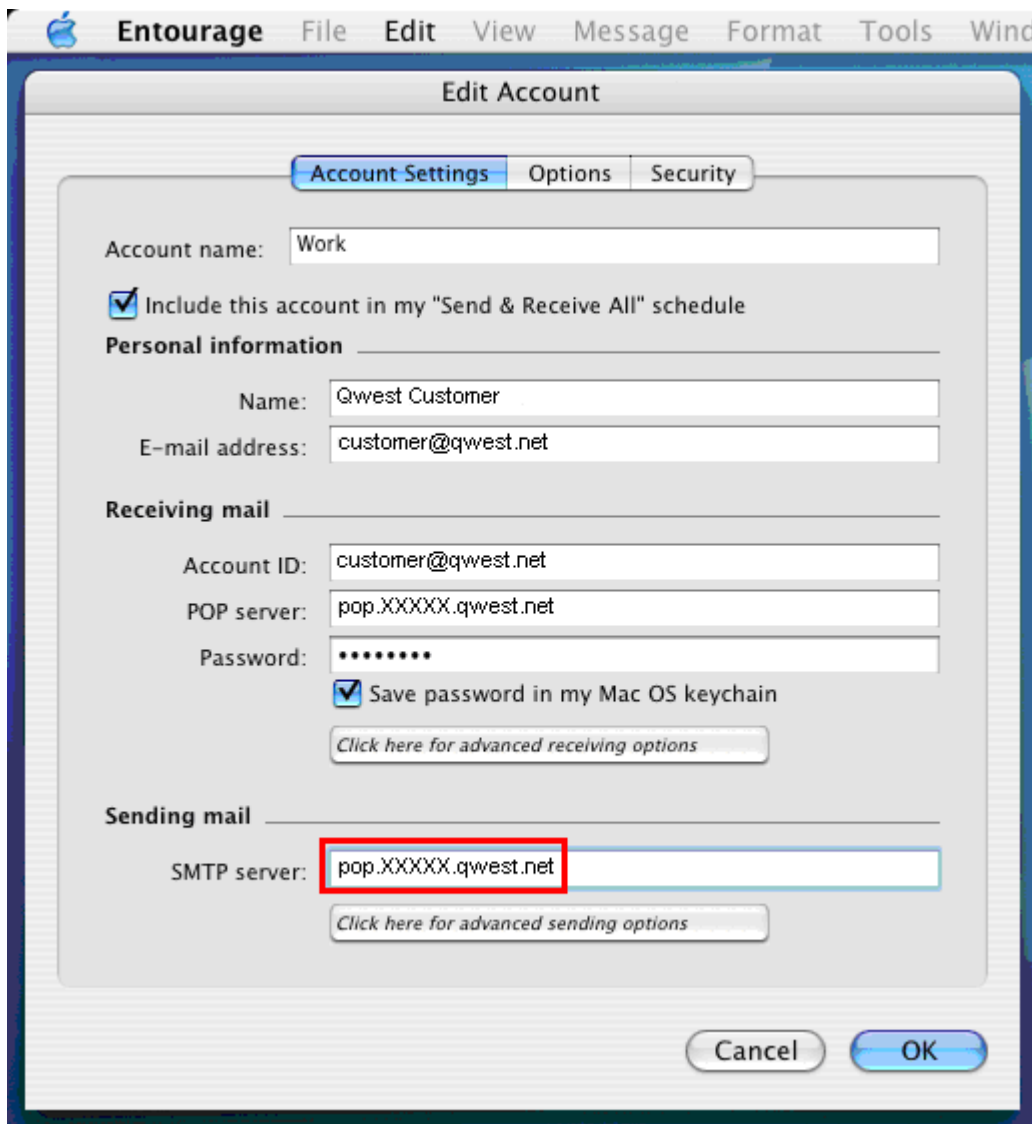 Entourage File Edit View Message Format Tools Wind
Edit Account
Account Settings Options Security
Account name: Work
Include this account in my "Send & Receive All" schedule
Personal information
Name: Qwest Customer
E-mail address: customer@qwest.net
Receiving mail
Account ID: customer@qwest.net
POP server: pop.XXXXX.qwest.net
Password: ••••••••
Save password in my Mac OS keychain
Click here for advanced receiving options
Sending mail
SMTP server: pop.XXXXX.qwest.net
Click here for advanced sending options
Cancel OK